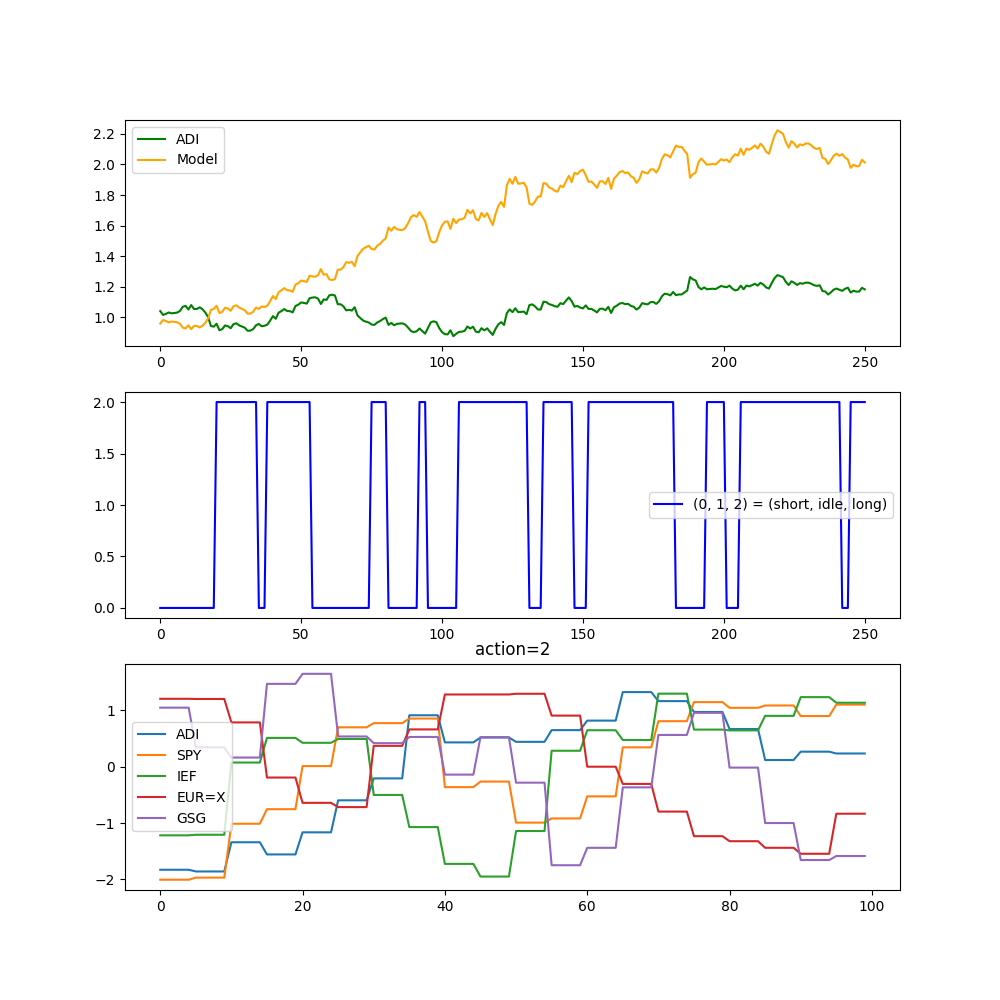 2.2
2.0
1.8
1.6
1.4
1.2
1.0
ADI
Model
0 50 100 150 200 250
2.0
1.5
1.0
0.5
0.0
(0, 1, 2) = (short, idle, long)
0 50 100 150 200 250
action=2
1
0
−1
−2
ADI
SPY
IEF
EUR=X
GSG
0 20 40 60 80 100